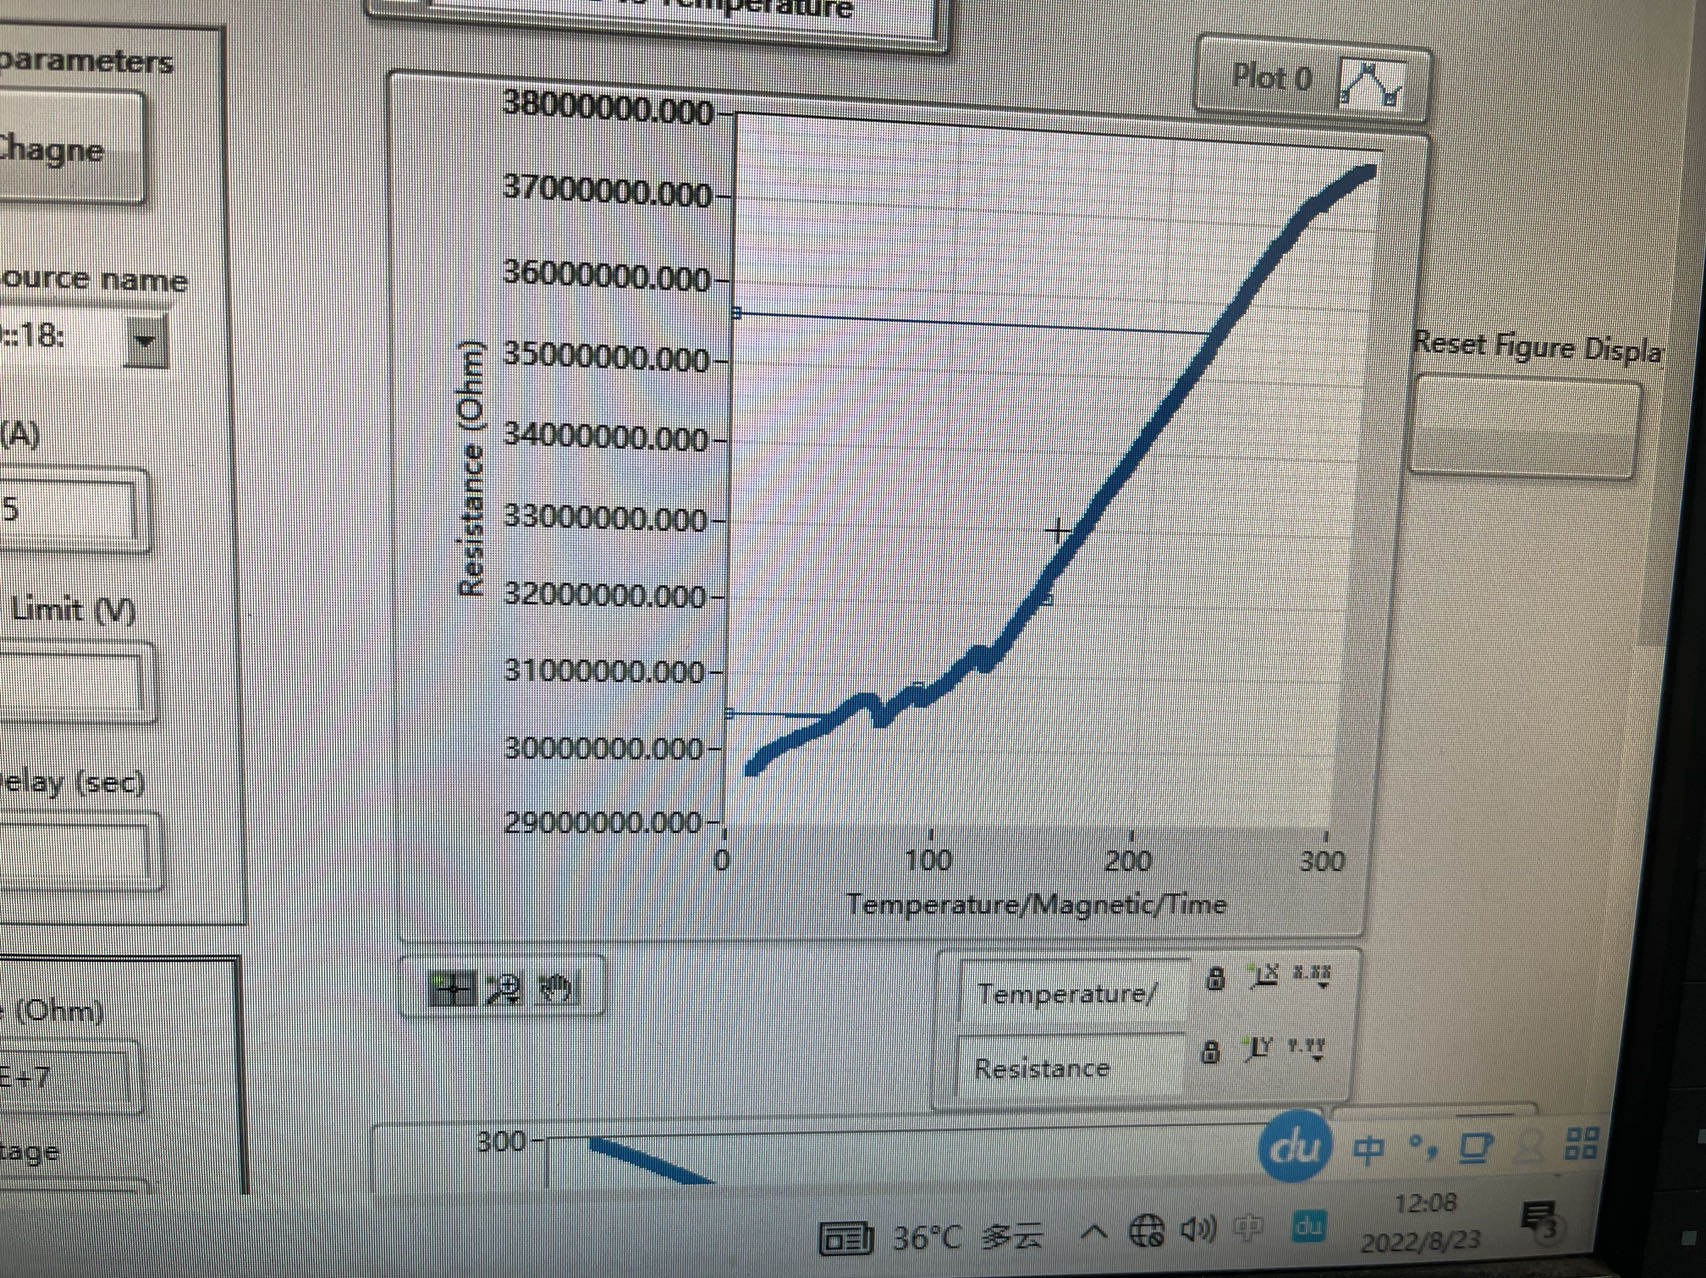 Temperature
parameters
Plot 0
Chagne
38000000.000
37000000.000
36000000.000
35000000.000
34000000.000
33000000.000
32000000.000
31000000.000
30000000.000
29000000.000
Resistance (Ohm)
0 100 200 300
Temperature/Magnetic/Time
ource name
::18:
Reset Figure Displa
(A)
5
Limit (V)
elay (sec)
(Ohm)
E+7
tage
Temperature/
X
Resistance
Y
300
du 中 °,
36°C 多云
中 du
12:08
2022/8/23
3